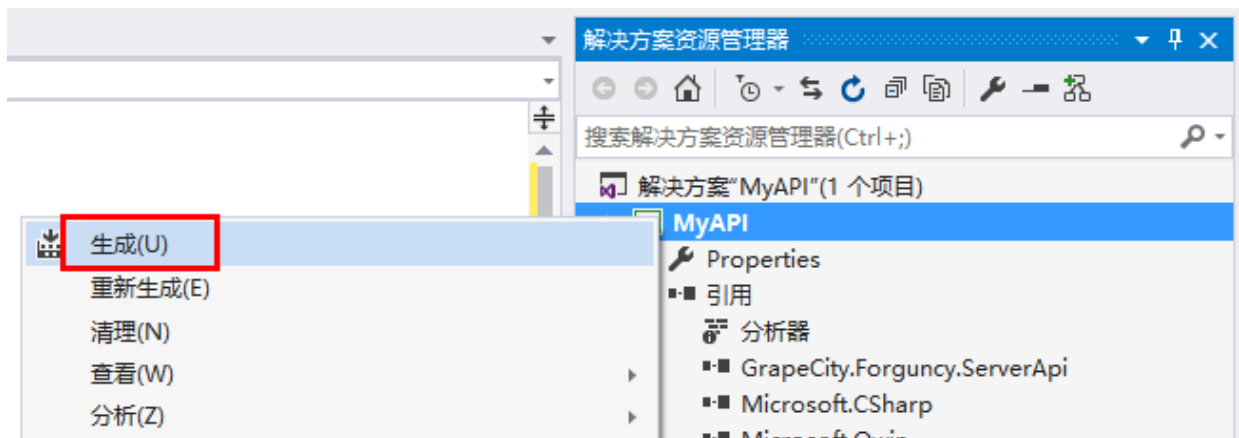 解决方案资源管理器
搜索解决方案资源管理器(Ctrl+;)
解决方案“MyAPI”(1 个项目)
MyAPI
Properties
引用
分析器
GrapeCity.Forguncy.ServerApi
Microsoft.CSharp
Microsoft.Owin
生成(U)
重新生成(E)
清理(N)
查看(W)
分析(Z)